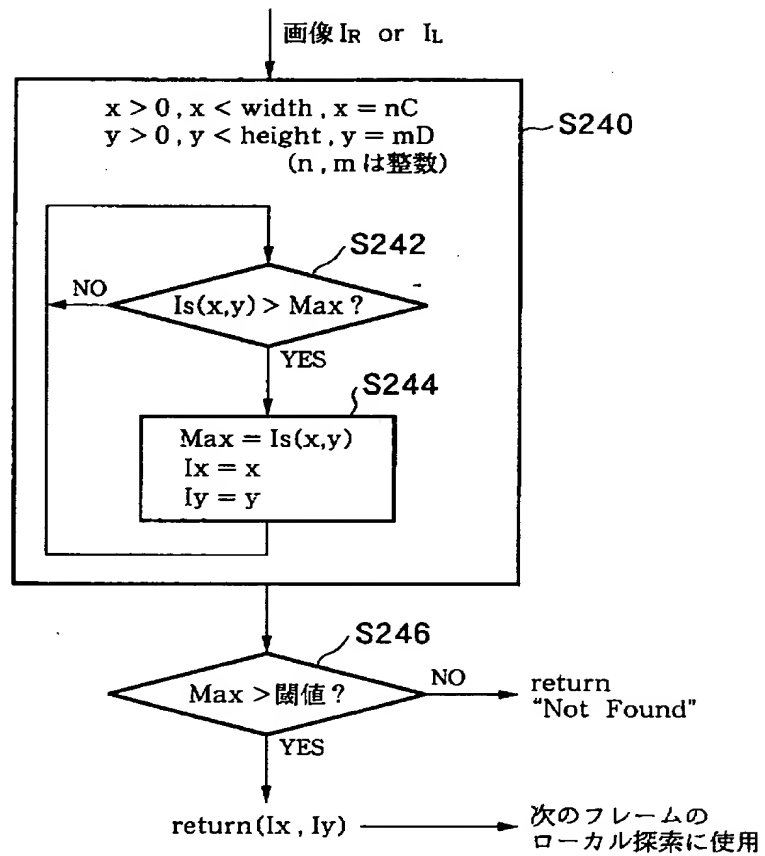 画像 IR or IL
x > 0 , x < width , x = nC
y > 0 , y < height , y = mD
(n , m は整数)
S240
S242
NO
Is(x,y) > Max ?
YES
S244
Max = Is(x,y)
Ix = x
Iy = y
S246
Max > 閾値 ?
NO
return
"Not Found"
YES
return(Ix , Iy)
次のフレームの
ローカル探索に使用